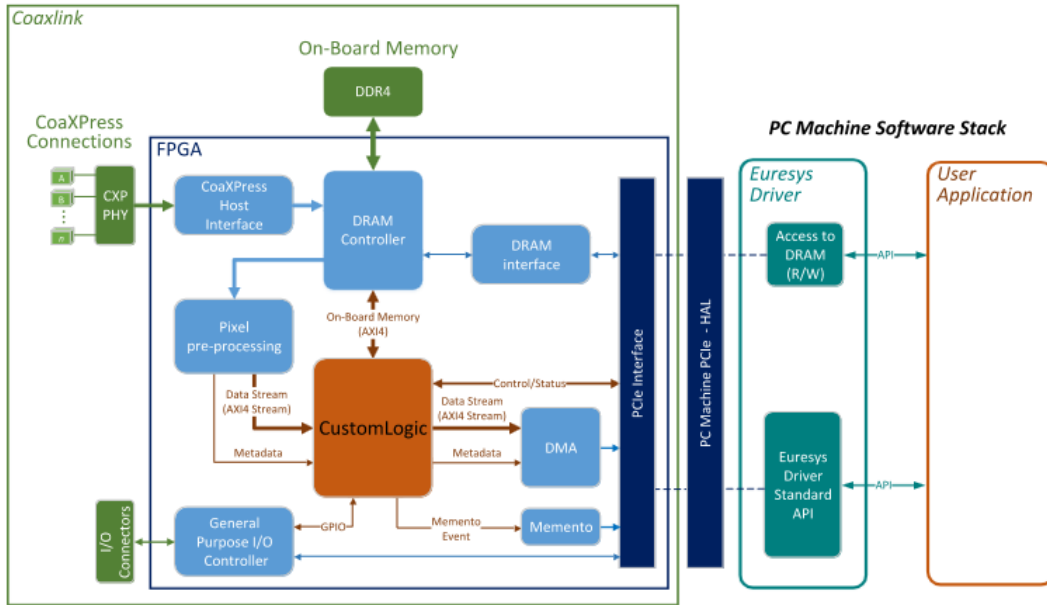 Coaxlink
On-Board Memory
DDR4
CoaXPress
Connections
A
B
n
CXP
PHY
FPGA
CoaXPress
Host
Interface
DRAM
Controller
DRAM
interface
On-Board Memory
(AXI4)
Pixel
pre-processing
Data Stream
(AXI4 Stream)
Metadata
CustomLogic
Control/Status
Data Stream
(AXI4 Stream)
Metadata
DMA
GPIO
Memento
Event
Memento
I/O
Connectors
General
Purpose I/O
Controller
PCIe Interface
PC Machine PCIe - HAL
PC Machine Software Stack
Euresys
Driver
Access to
DRAM
(R/W)
API
Euresys
Driver
Standard
API
API
User
Application